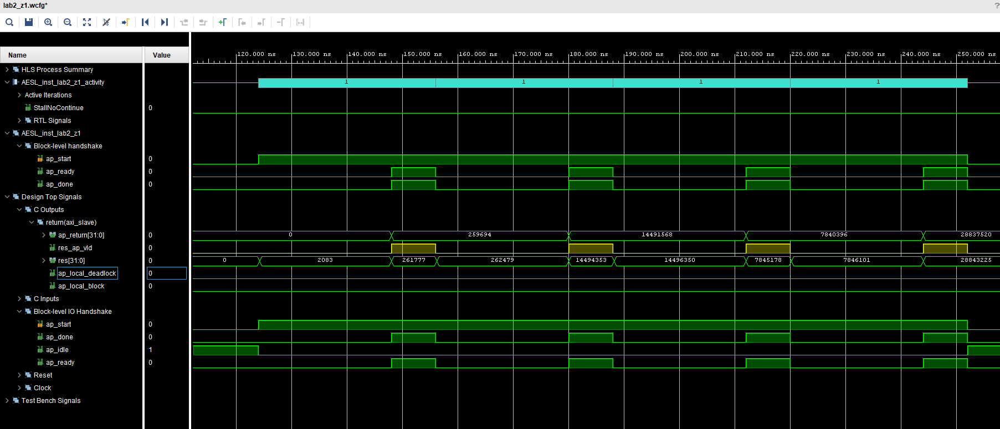 lab2_z1.wcfg*
?
Name Value
120.000 ns 130.000 ns 140.000 ns 150.000 ns 160.000 ns 170.000 ns 180.000 ns 190.000 ns 200.000 ns 210.000 ns 220.000 ns 230.000 ns 240.000 ns 250.000 ns
HLS Process Summary
AESL_inst_lab2_z1_activity 1 1 1 1
Active Iterations
StallNoContinue 0
RTL Signals
AESL_inst_lab2_z1
Block-level handshake
ap_start 0
ap_ready 0
ap_done 0
Design Top Signals
C Outputs
return(axi_slave)
ap_return[31:0] 0 0 259694 14491568 7840396 28837520
res_ap_vld 0
res[31:0] 0 0 2083 261777 262479 14494353 14496350 7845178 7846101 28843225
ap_local_deadlock 0
ap_local_block 0
C Inputs
Block-level IO Handshake
ap_start 0
ap_done 0
ap_idle 1
ap_ready 0
Reset
Clock
Test Bench Signals